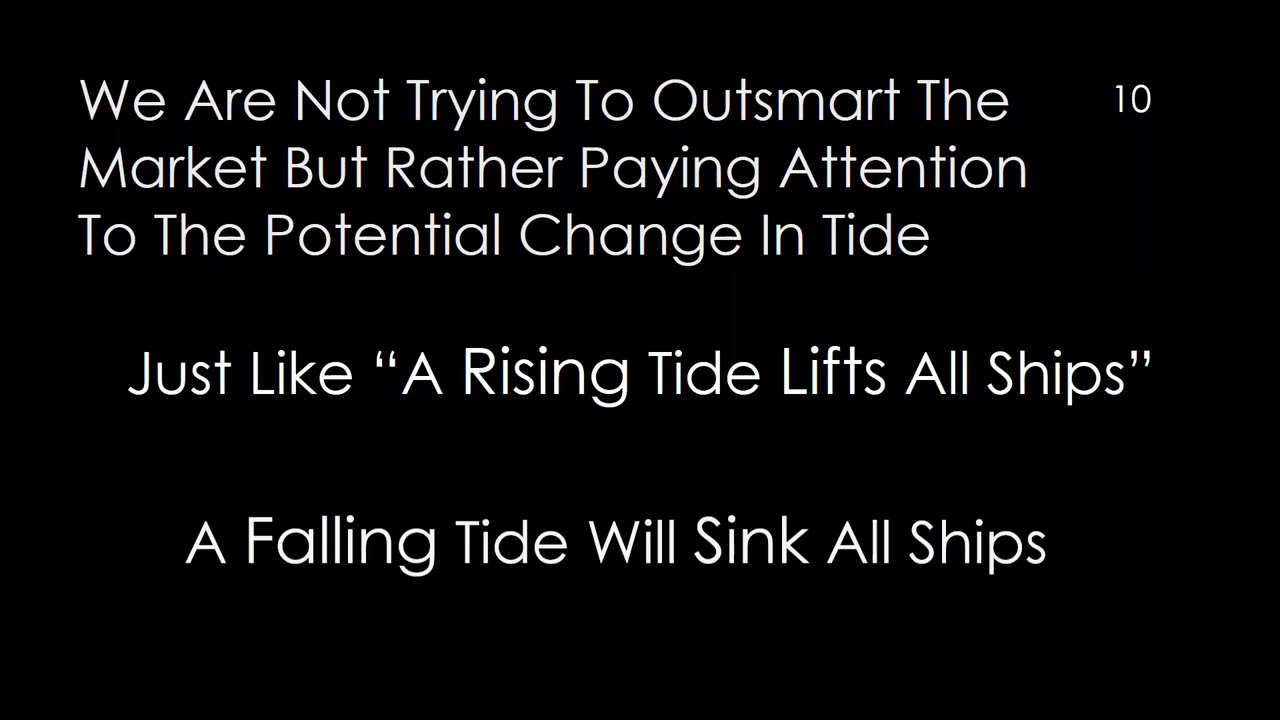 We Are Not Trying To Outsmart The
Market But Rather Paying Attention
To The Potential Change In Tide
10
Just Like “A Rising Tide Lifts All Ships”
A Falling Tide Will Sink All Ships